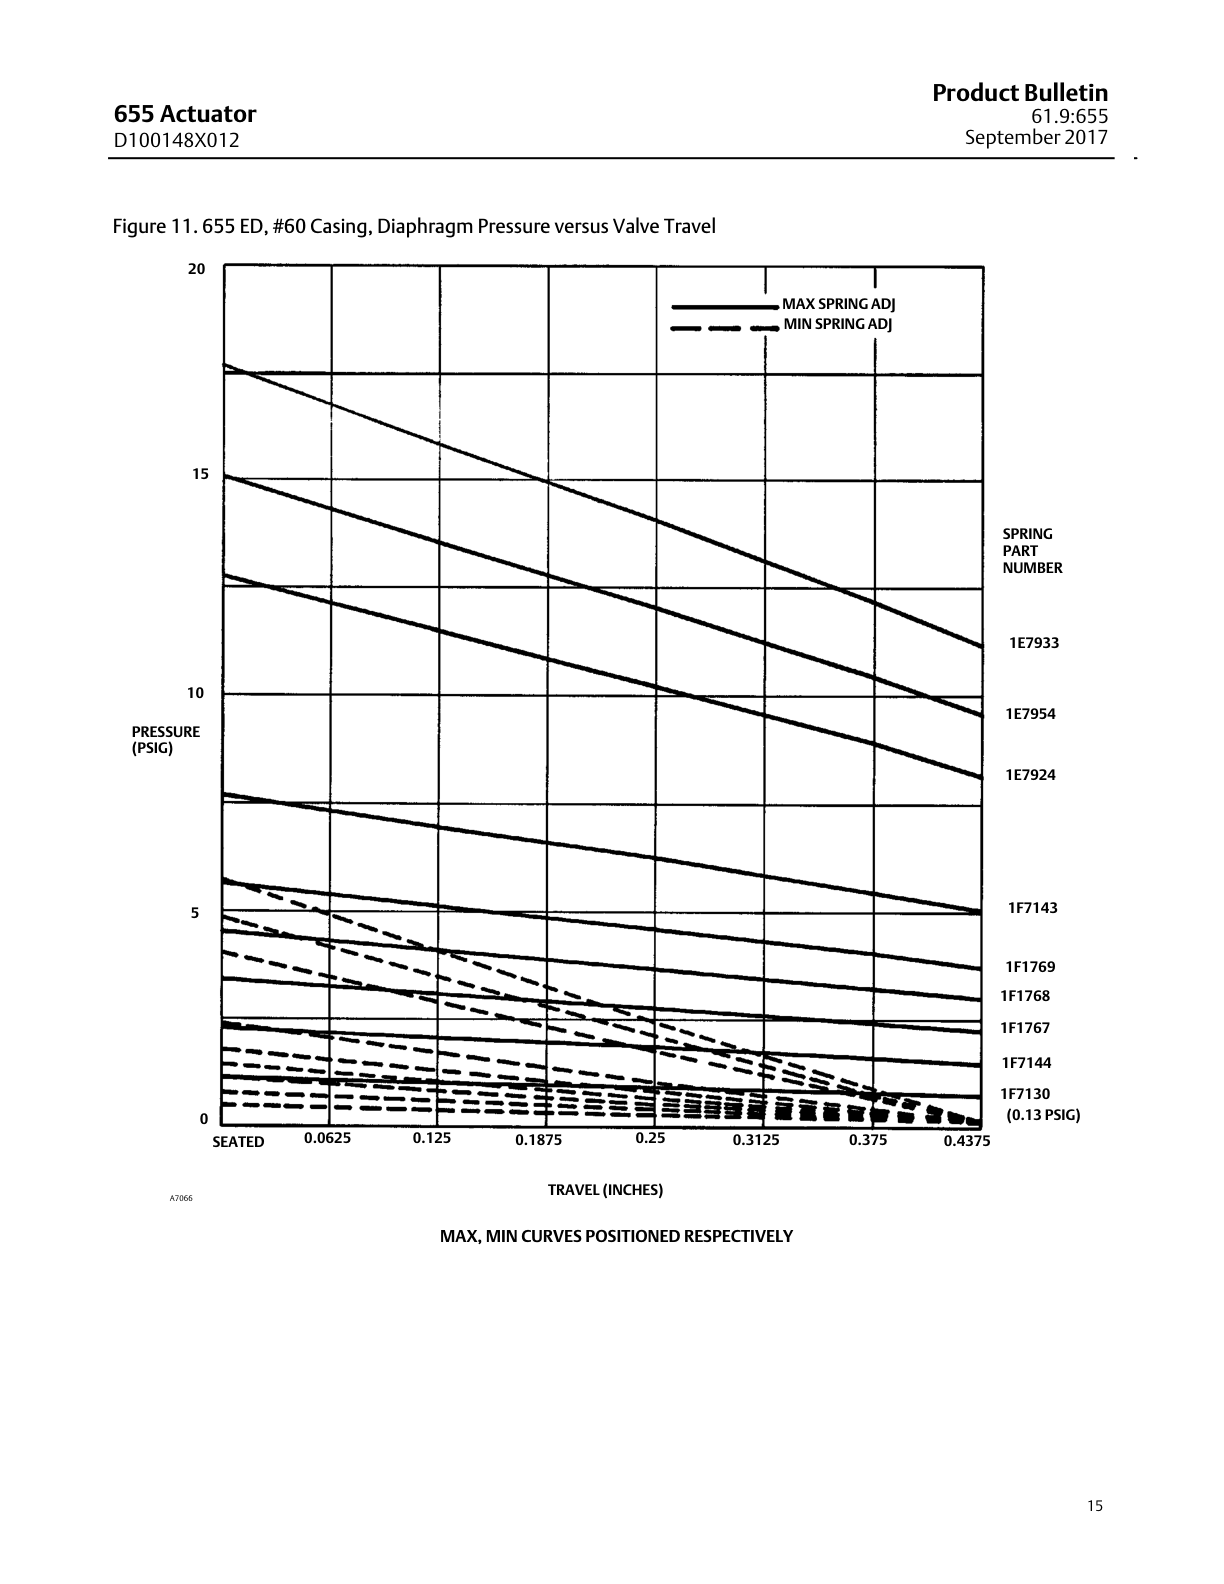 655 Actuator
D100148X012
Product Bulletin
61.9:655
September 2017
Figure 11. 655 ED, #60 Casing, Diaphragm Pressure versus Valve Travel
20
MAX SPRING ADJ
MIN SPRING ADJ
15
SPRING
PART
NUMBER
1E7933
10
1E7954
PRESSURE
(PSIG)
1E7924
5
1F7143
1F1769
1F1768
1F1767
1F7144
1F7130
0
(0.13 PSIG)
SEATED 0.0625 0.125 0.1875 0.25 0.3125 0.375 0.4375
TRAVEL (INCHES)
A7066
MAX, MIN CURVES POSITIONED RESPECTIVELY
15